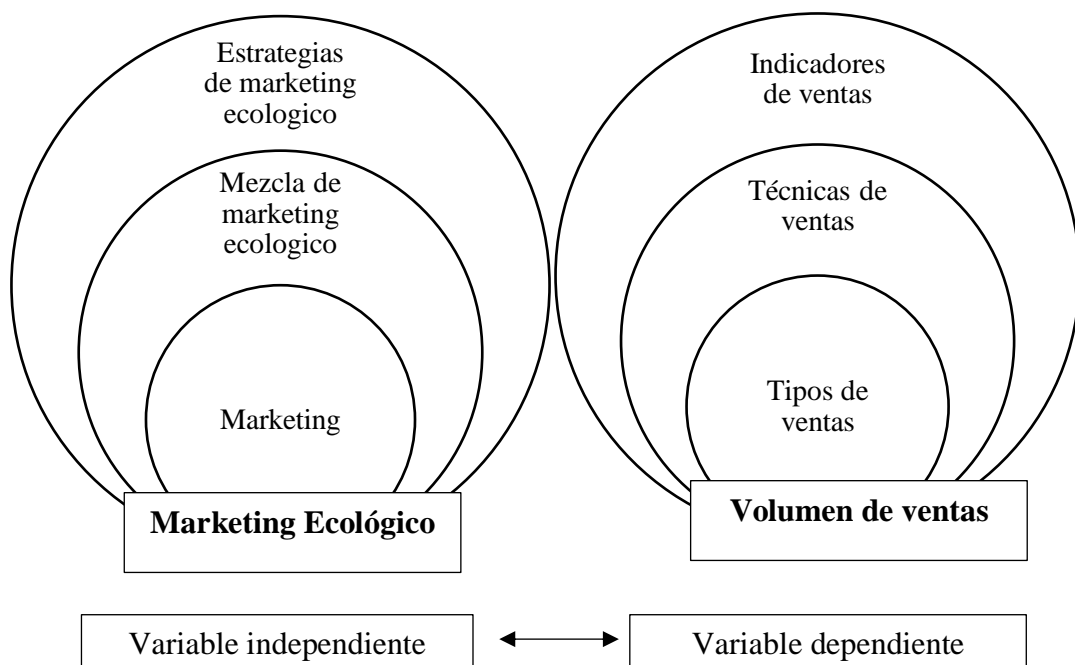 Estrategias
de marketing
ecologico
Mezcla de
marketing
ecologico
Marketing
Marketing Ecológico
Indicadores
de ventas
Técnicas de
ventas
Tipos de
ventas
Volumen de ventas
Variable independiente
Variable dependiente